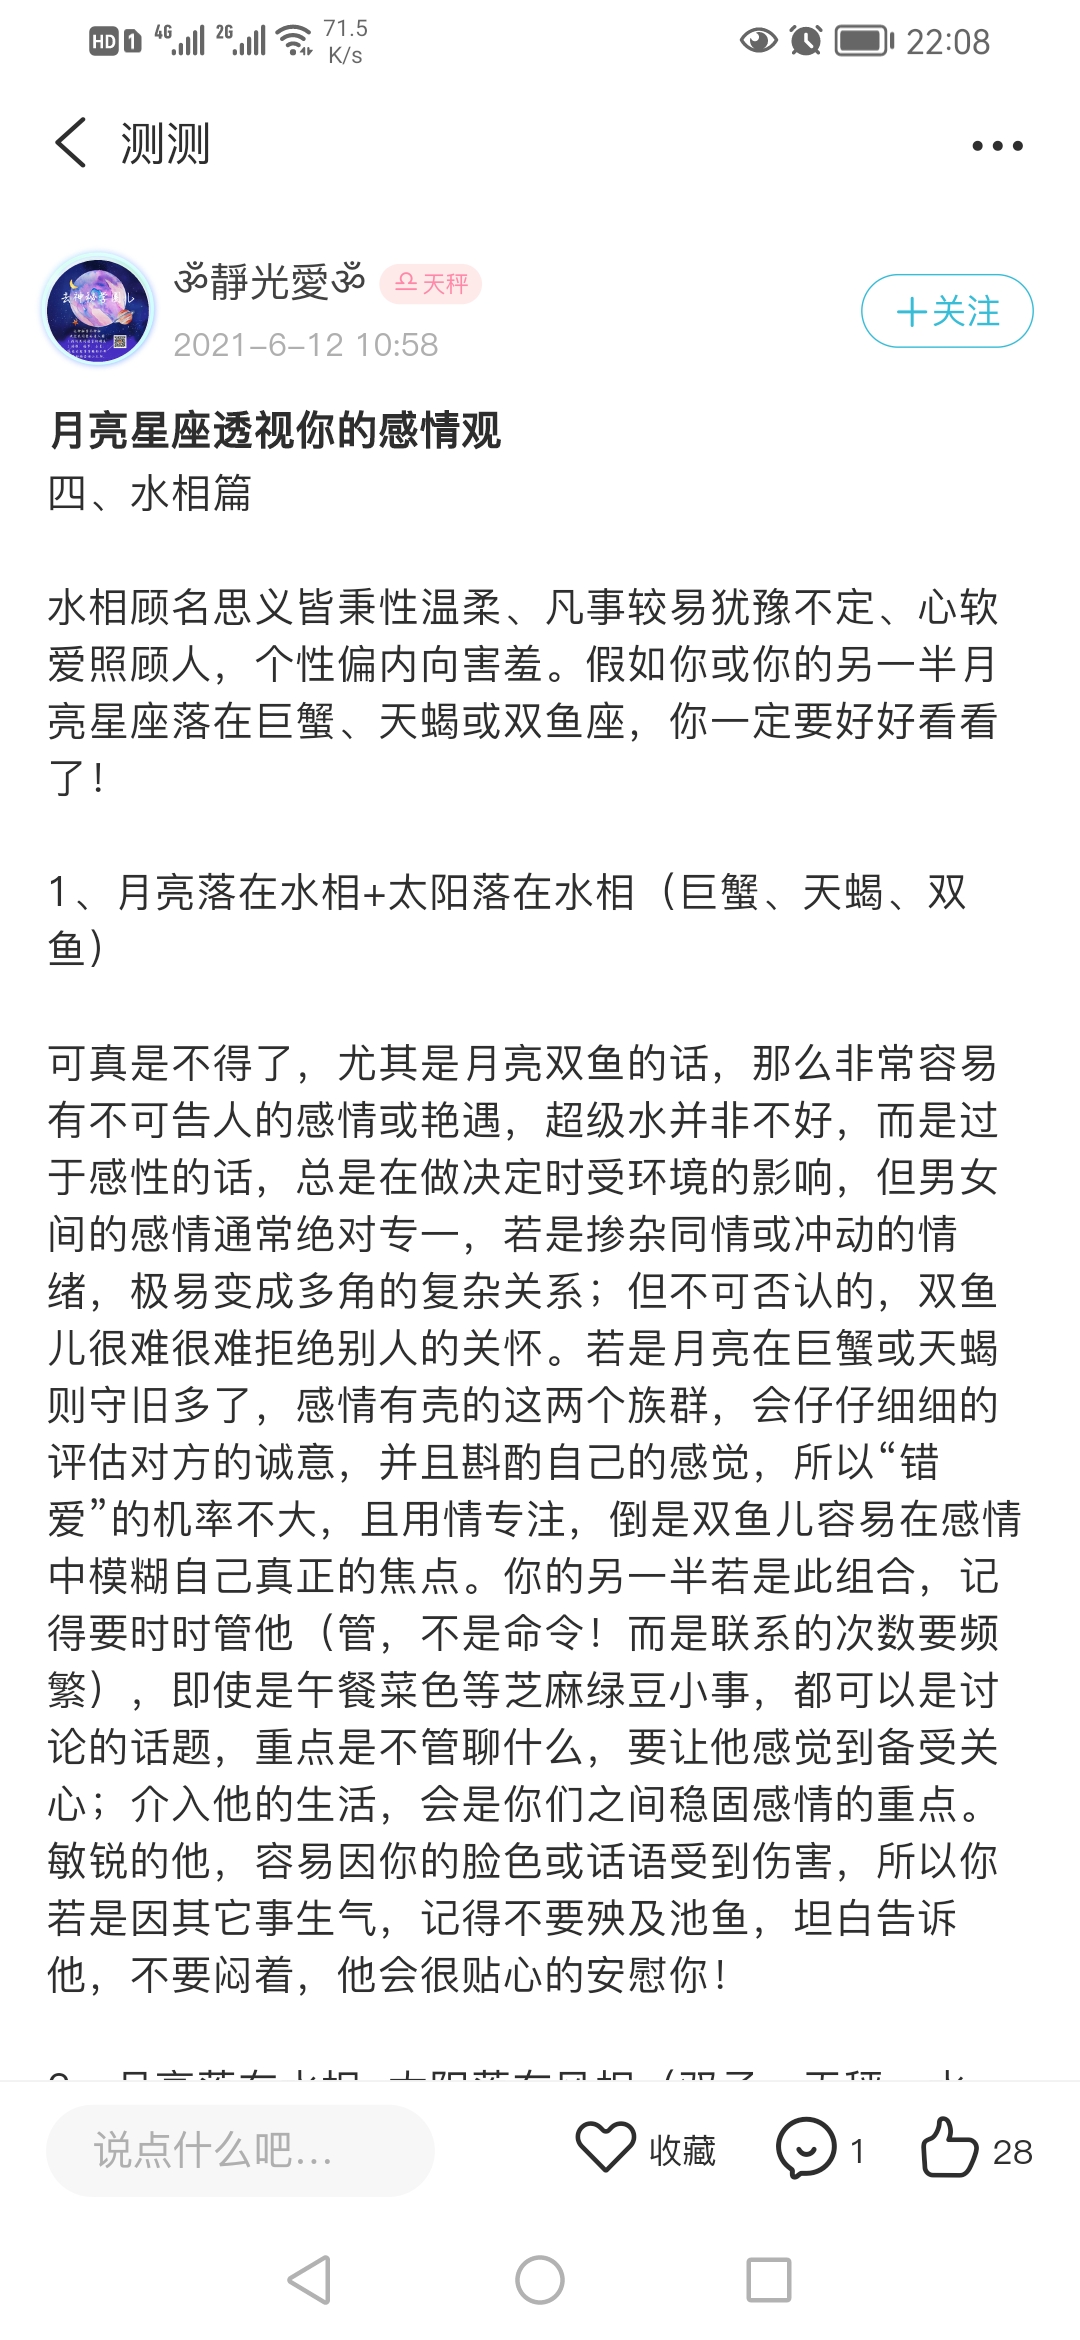 HD 1 4G 2G 71.5 K/s 22:08
测测
ॐ靜光愛ॐ 天秤
2021-6-12 10:58
+关注
月亮星座透视你的感情观
四、水相篇
水相顾名思义皆秉性温柔、凡事较易犹豫不定、心软
爱照顾人，个性偏内向害羞。假如你或你的另一半月
亮星座落在巨蟹、天蝎或双鱼座，你一定要好好看看
了！
1、月亮落在水相+太阳落在水相（巨蟹、天蝎、双
鱼）
可真是不得了，尤其是月亮双鱼的话，那么非常容易
有不可告人的感情或艳遇，超级水并非不好，而是过
于感性的话，总是在做决定时受环境的影响，但男女
间的感情通常绝对专一，若是掺杂同情或冲动的情
绪，极易变成多角的复杂关系；但不可否认的，双鱼
儿很难很难拒绝别人的关怀。若是月亮在巨蟹或天蝎
则守旧多了，感情有壳的这两个族群，会仔仔细细的
评估对方的诚意，并且斟酌自己的感觉，所以“错
爱”的机率不大，且用情专注，倒是双鱼儿容易在感情
中模糊自己真正的焦点。你的另一半若是此组合，记
得要时时管他（管，不是命令！而是联系的次数要频
繁），即使是午餐菜色等芝麻绿豆小事，都可以是讨
论的话题，重点是不管聊什么，要让他感觉到备受关
心；介入他的生活，会是你们之间稳固感情的重点。
敏锐的他，容易因你的脸色或话语受到伤害，所以你
若是因其它事生气，记得不要殃及池鱼，坦白告诉
他，不要闷着，他会很贴心的安慰你！
说点什么吧... 收藏 1 28